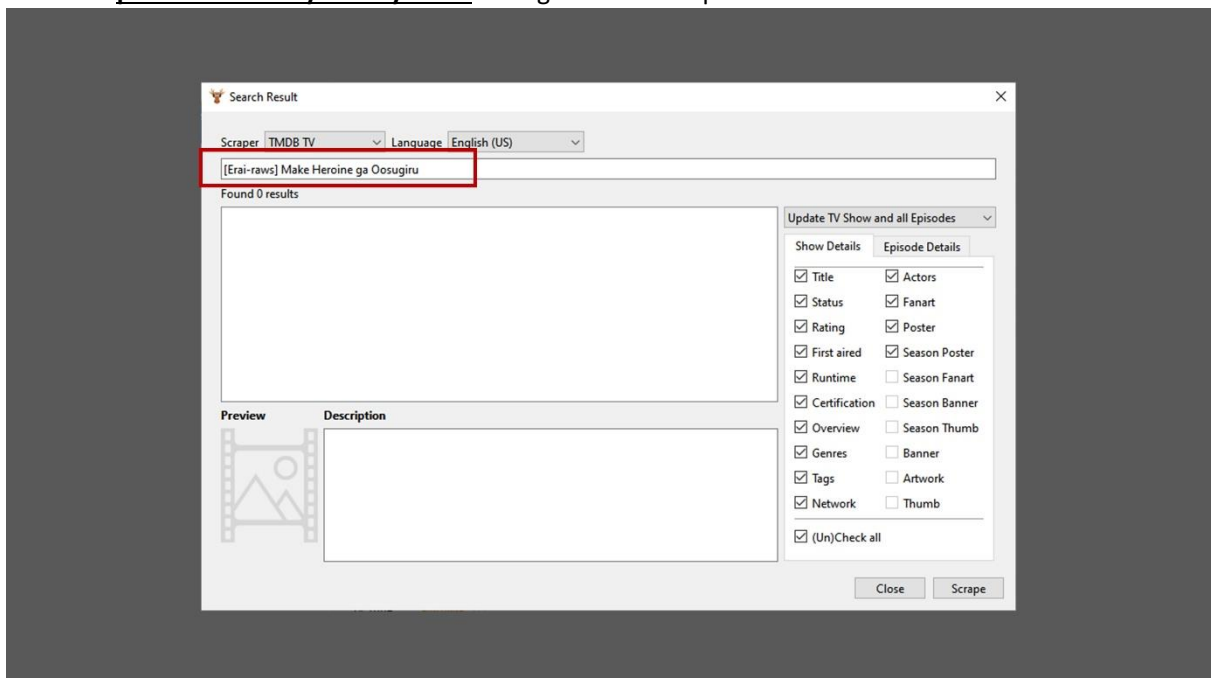 Search Result
Scraper TMDB TV Language English (US)
[Erai-raws] Make Heroine ga Oosugiru
Found 0 results
Update TV Show and all Episodes
Show Details Episode Details
Title Actors
Status Fanart
Rating Poster
First aired Season Poster
Runtime Season Fanart
Certification Season Banner
Overview Season Thumb
Genres Banner
Tags Artwork
Network Thumb
(Un)Check all
Preview Description
Close Scrape